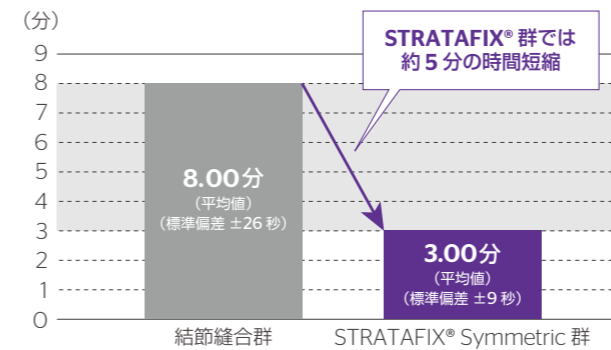 (分)
STRATAFIX® 群では
約5分の時間短縮
9
8
7
6
5
4
3
2
1
0
8.00分
(平均値)
(標準偏差 ±26秒)
3.00分
(平均値)
(標準偏差 ±9秒)
結節縫合群
STRATAFIX® Symmetric 群